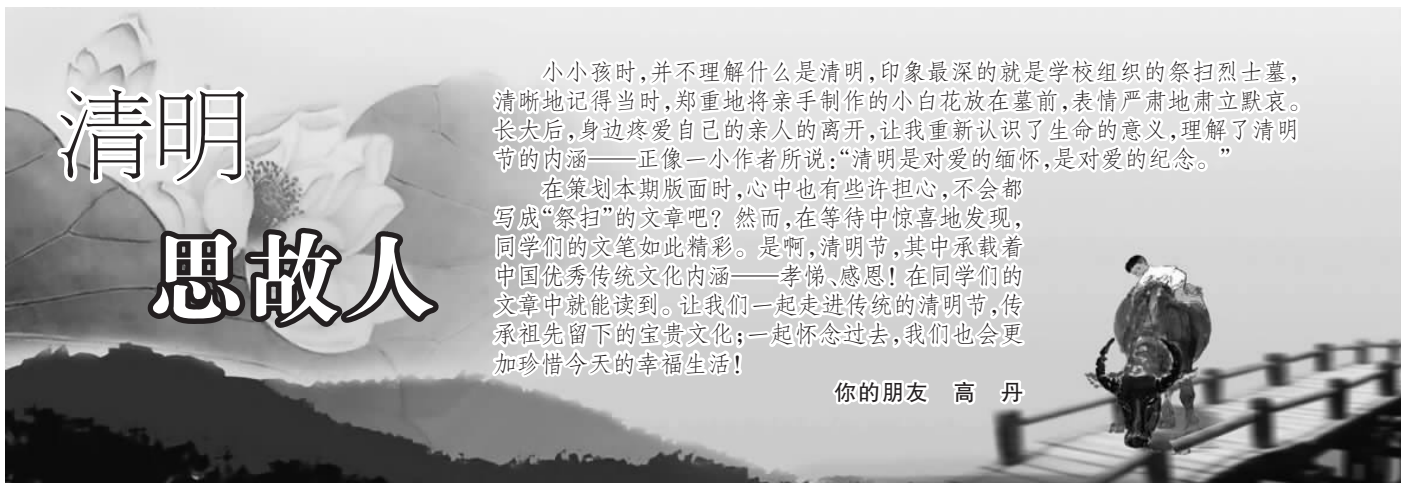 清明
思故人
小小孩时，并不理解什么是清明，印象最深的就是学校组织的祭扫烈士墓，
清晰地记得当时，郑重地将亲手制作的小白花放在墓前，表情严肃地肃立默哀。
长大后，身边疼爱自己的亲人的离开，让我重新认识了生命的意义，理解了清明
节的内涵——正像一小作者所说：“清明是对爱的缅怀，是对爱的纪念。”
在策划本期版面时，心中也有些许担心，不会都
写成“祭扫”的文章吧？然而，在等待中惊喜地发现，
同学们的文笔如此精彩。是啊，清明节，其中承载着
中国优秀传统文化内涵——孝悌、感恩！在同学们的
文章中就能读到。让我们一起走进传统的清明节，传
承祖先留下的宝贵文化；一起怀念过去，我们也会更
加珍惜今天的幸福生活！
你的朋友 高 丹